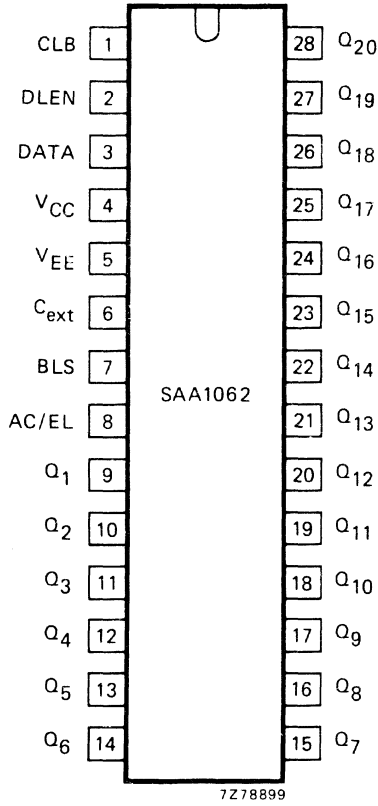 CLB 1 28 Q20
DLEN 2 27 Q19
DATA 3 26 Q18
VCC 4 25 Q17
VEE 5 24 Q16
Cext 6 23 Q15
BLS 7 22 Q14
SAA1062
AC/EL 8 21 Q13
Q1 9 20 Q12
Q2 10 19 Q11
Q3 11 18 Q10
Q4 12 17 Q9
Q5 13 16 Q8
Q6 14 15 Q7
7Z78899